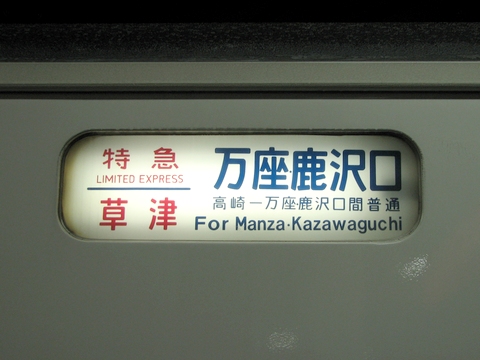 特急
LIMITED EXPRESS
草津
万座・鹿沢口
高崎－万座・鹿沢口間普通
For Manza·Kazawaguchi